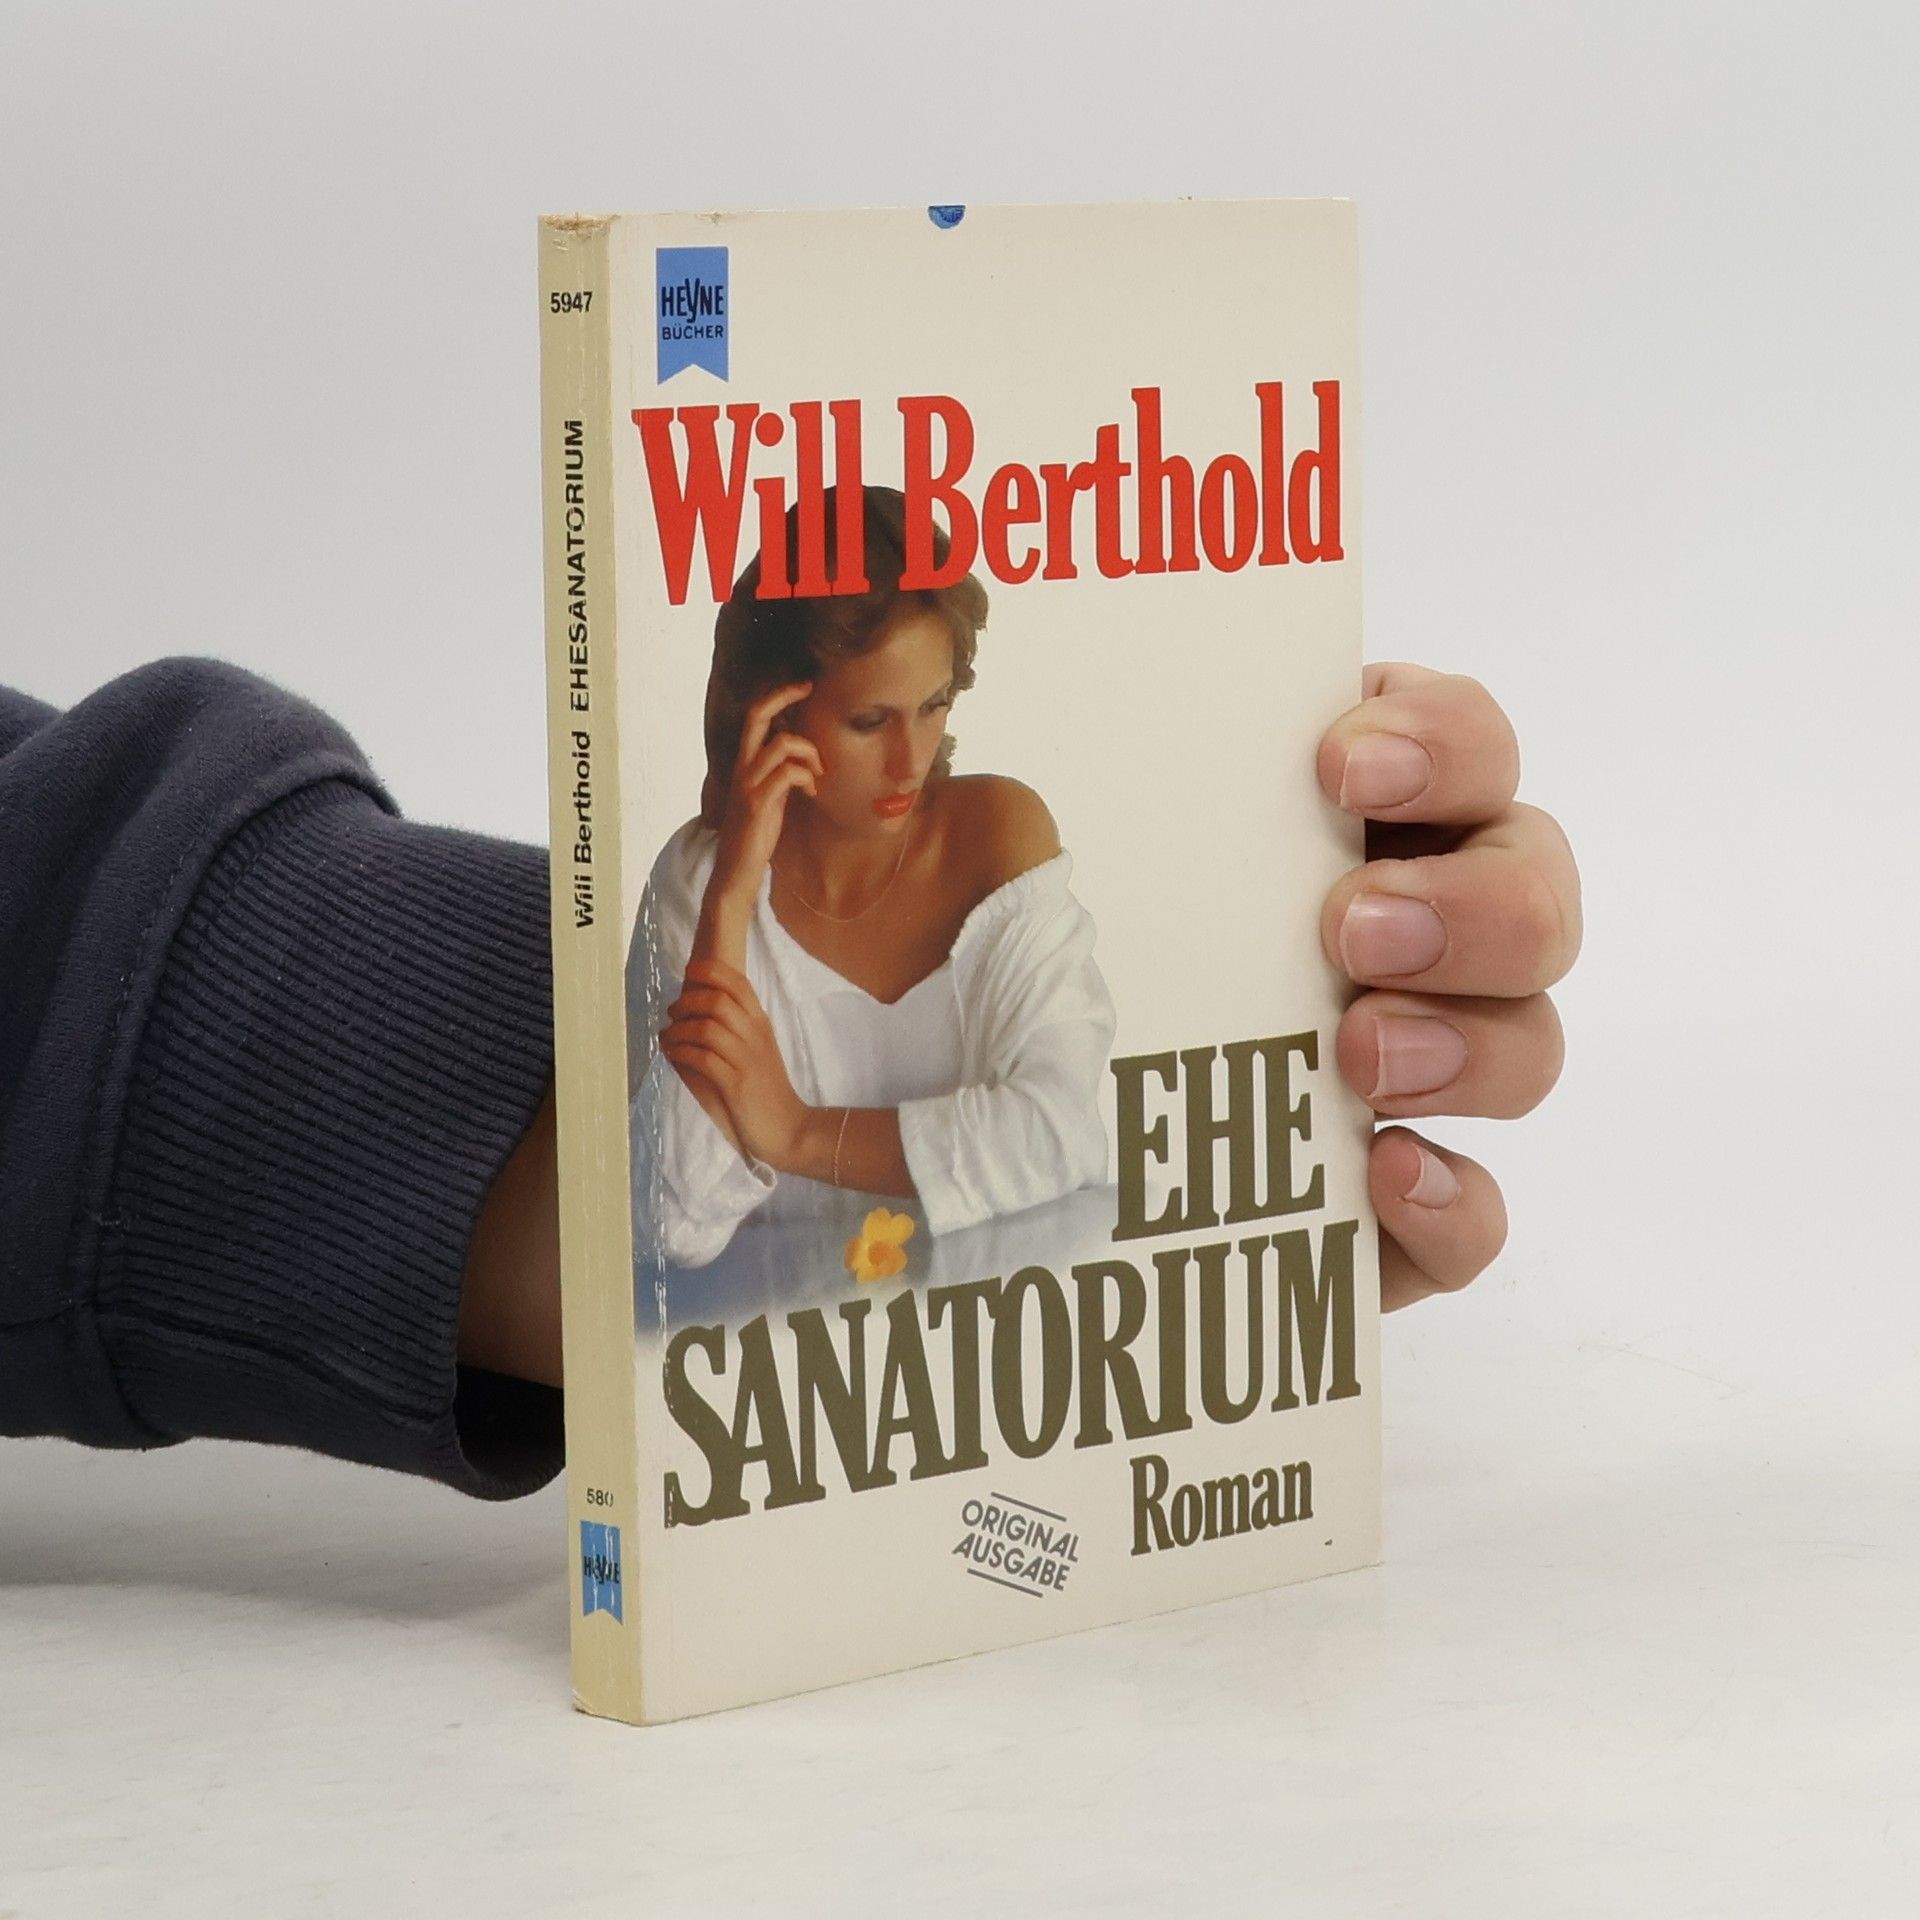 5947
Will Berthold EHESANATORIUM
580
HEYNE
HEYNE
BÜCHER
Will Berthold
EHE
SANATORIUM
Roman
ORIGINAL
AUSGABE